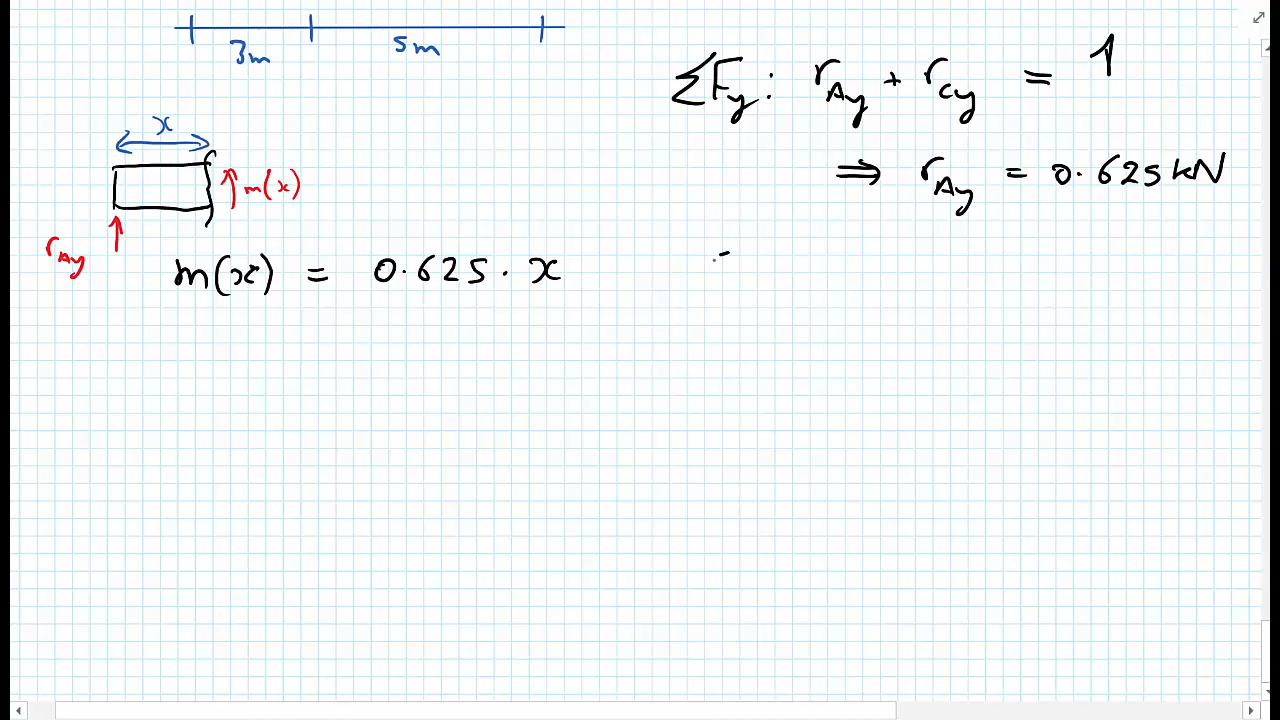 3m 5m
ΣFy: rAy + rCy = 1
⇒ rAy = 0.625 kN
x
m(x)
rAy
m(x) = 0.625 · x